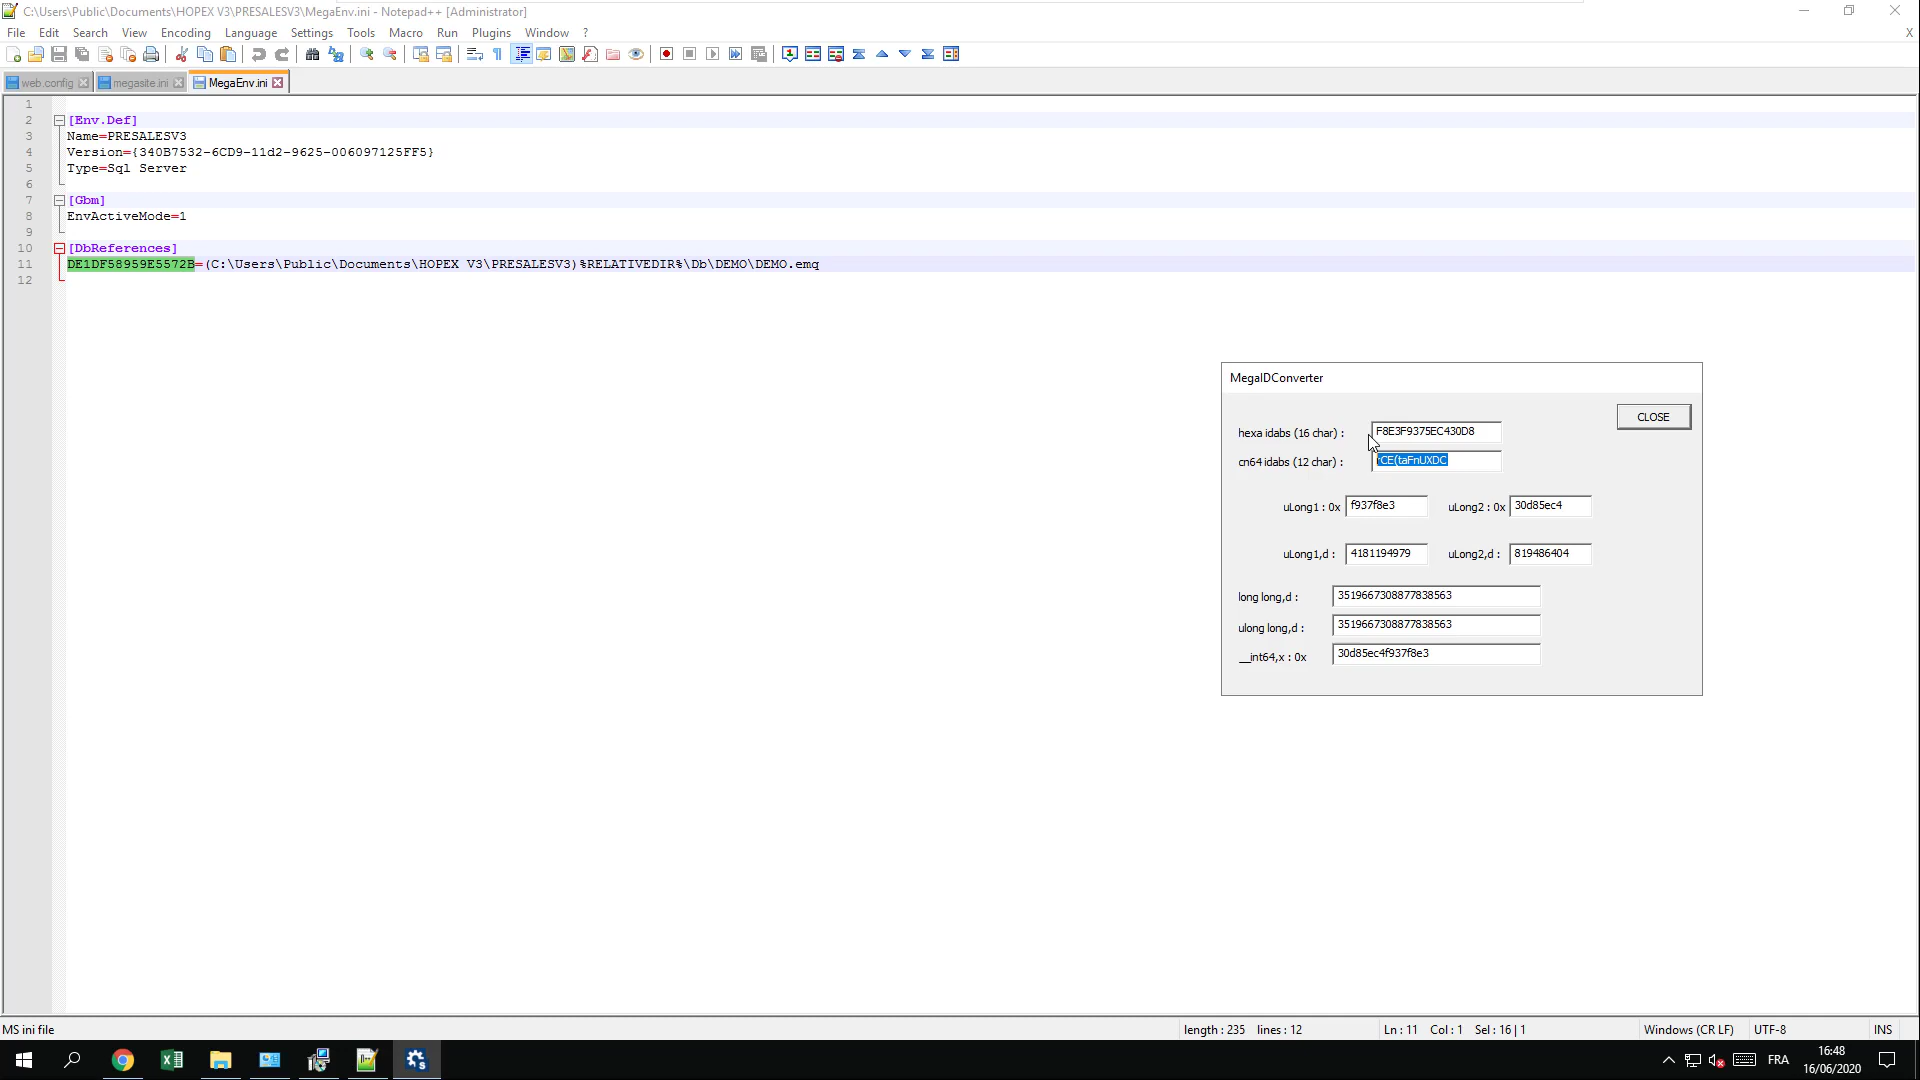 C:\Users\Public\Documents\HOPEX V3\PRESALESV3\MegaEnv.ini - Notepad++ [Administrator]
File Edit Search View Encoding Language Settings Tools Macro Run Plugins Window ? X
web.config megasite.ini MegaEnv.ini
1
2 [Env.Def]
3 Name=PRESALESV3
4 Version={340B7532-6CD9-11d2-9625-006097125FF5}
5 Type=Sql Server
6
7 [Gbm]
8 EnvActiveMode=1
9
10 [DbReferences]
11 DE1DF58959E5572B=(C:\Users\Public\Documents\HOPEX V3\PRESALESV3)%RELATIVEDIR%\Db\DEMO\DEMO.emq
12
MegaIDConverter
CLOSE
hexa idabs (16 char) : F8E3F9375EC430D8
cn64 idabs (12 char) : rCE(taFnUXDC
uLong1 : 0x f937f8e3 uLong2 : 0x 30d85ec4
uLong1,d : 4181194979 uLong2,d : 819486404
long long,d : 3519667308877838563
ulong long,d : 3519667308877838563
__int64,x : 0x 30d85ec4f937f8e3
MS ini file length : 235 lines : 12 Ln : 11 Col : 1 Sel : 16 | 1 Windows (CR LF) UTF-8 INS
FRA
16:48
16/06/2020